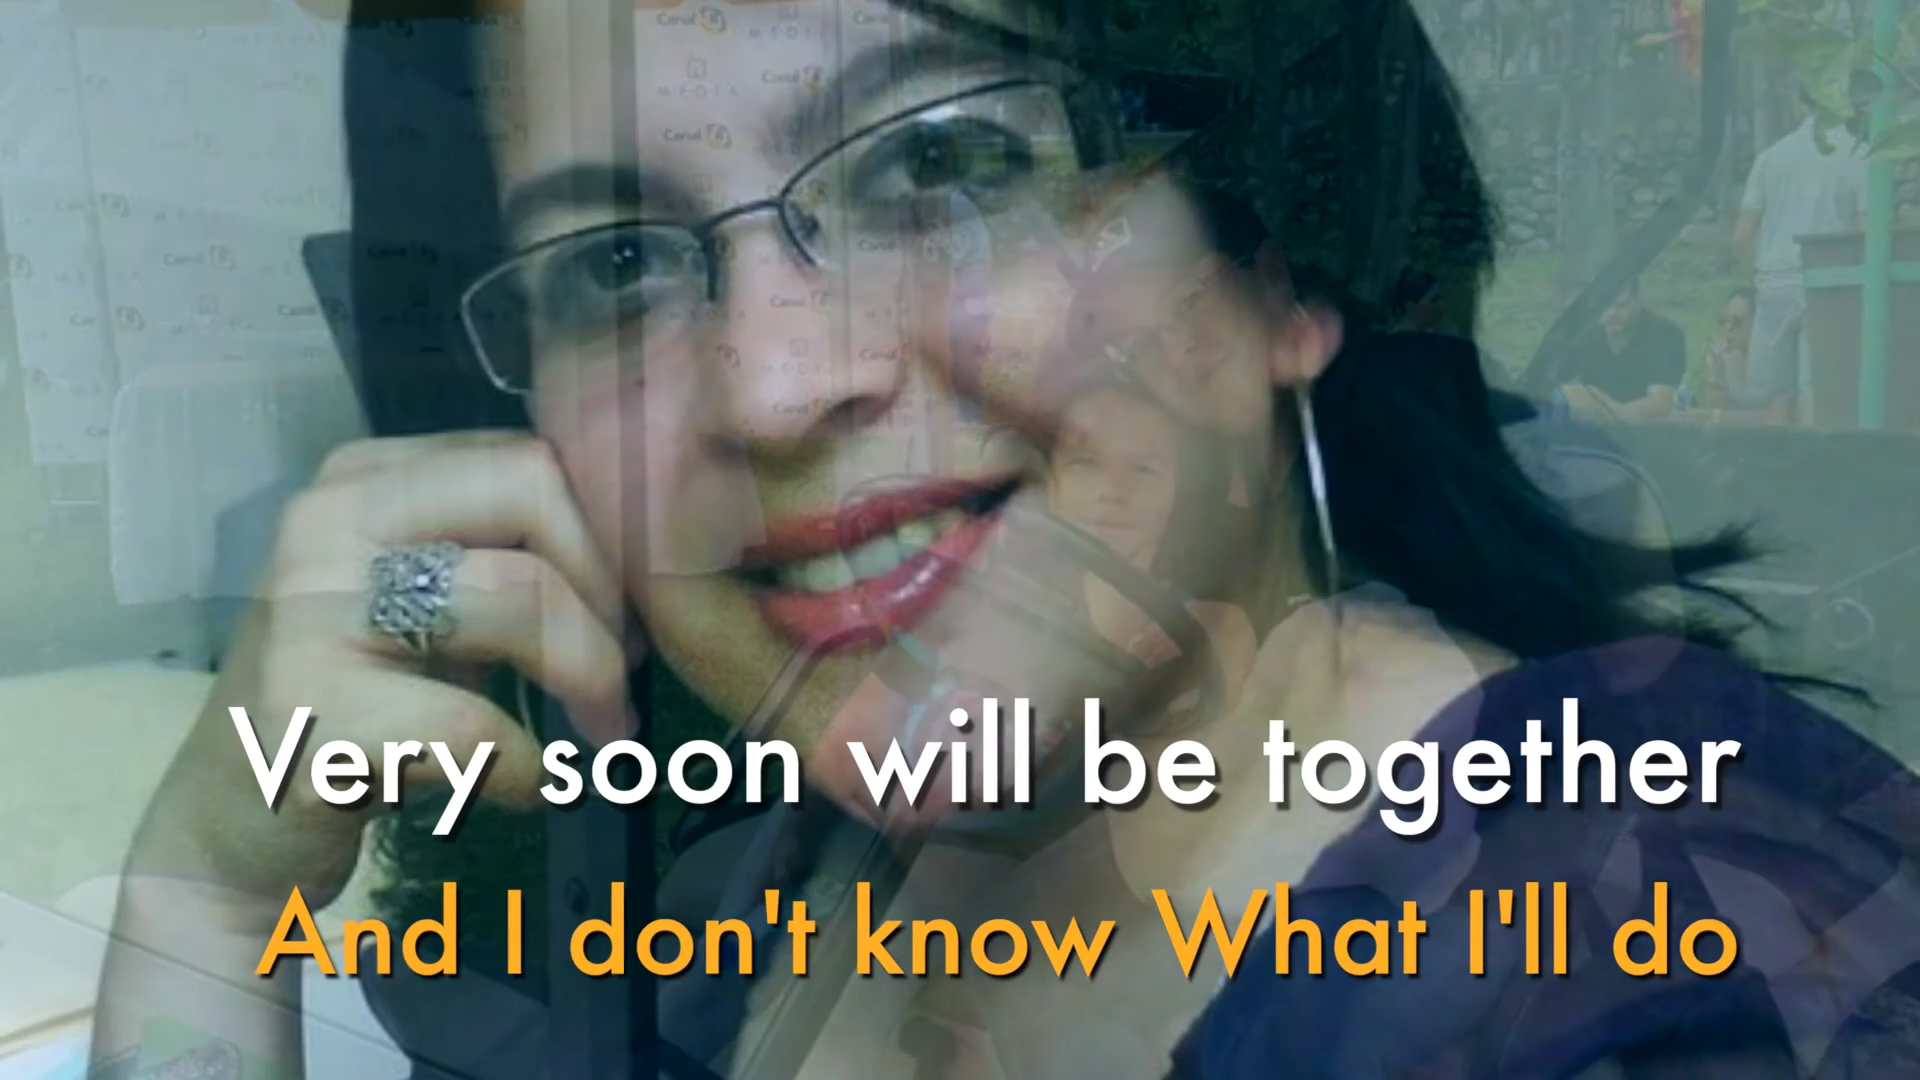 Very soon will be together
And I don't know What I'll do